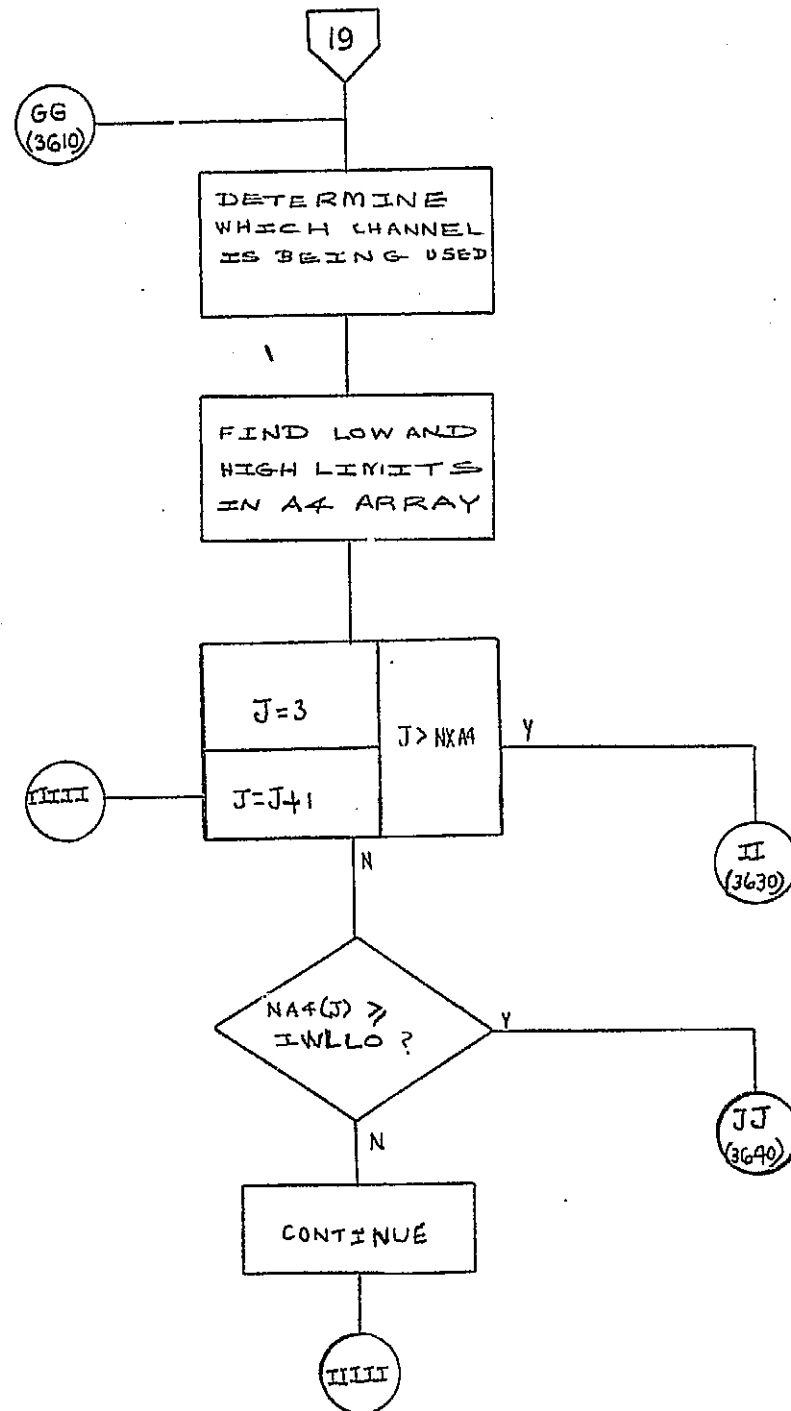 19
GG
(3610)
DETERMINE
WHICH CHANNEL
IS BEING USED
FIND LOW AND
HIGH LIMITS
IN A4 ARRAY
J=3
J>NXA4
Y
IIIII
J=J+1
N
II
(3630)
NA4(J) ≥
IWLLO ?
Y
JJ
(3640)
N
CONTINUE
IIIII